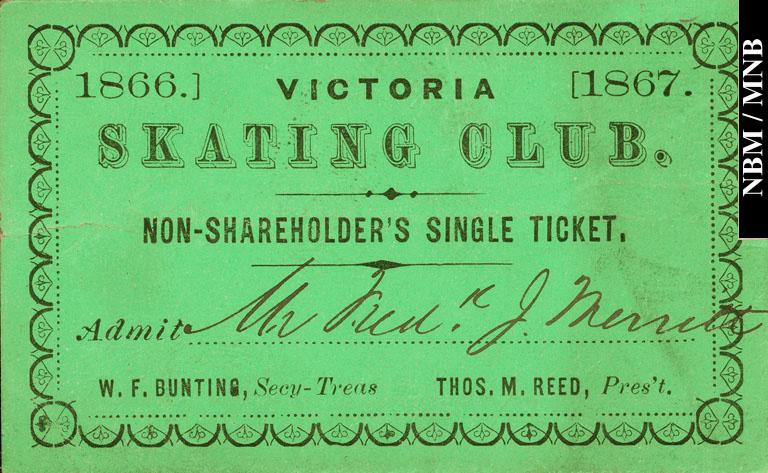 1866.] VICTORIA [1867.
SKATING CLUB.
NON-SHAREHOLDER'S SINGLE TICKET.
Admit Mr Fredk J. Merritt
W. F. BUNTING, Secy-Treas THOS. M. REED, Pres't.
NBM / MNB